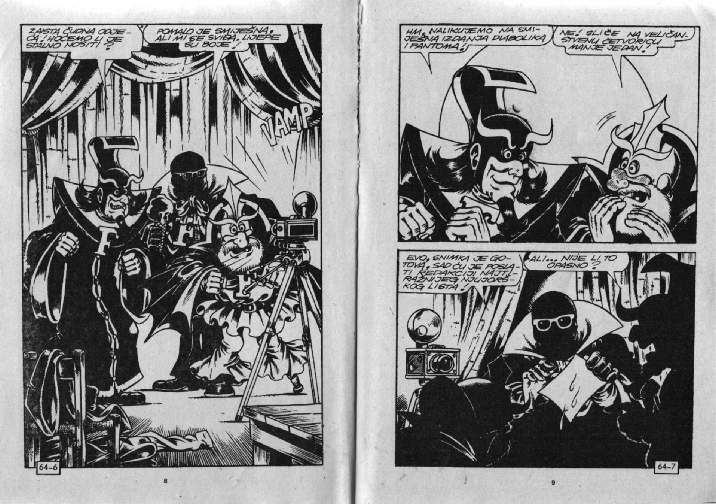 ZAŠTA ČUDNA ODJE-
ĆA! HOĆEMO LI JE
STALNO NOSITI?
POMALO JE SMIJEŠNA,
ALI MI SE SVIĐA, LIJEPE
SU BOJE!
VAMP
F
F
64-6
8
HM, NALIKUJEMO NA SMI-
JEŠNA IZDANJA DIABOLIKA
I FANTOMA!
NE! SLIČE NA VELIČAN-
STVENU ČETVORICU
MANJE JEDAN!
EVO, SNIMKA JE GO-
TOVA, SAD ĆU JE POSLA-
TI REDAKCIJI NAJTI-
RAŽNIJEG NJUJORŠ-
KOG LISTA!
ALI... NIJE LI TO
OPASNO?
64-7
9